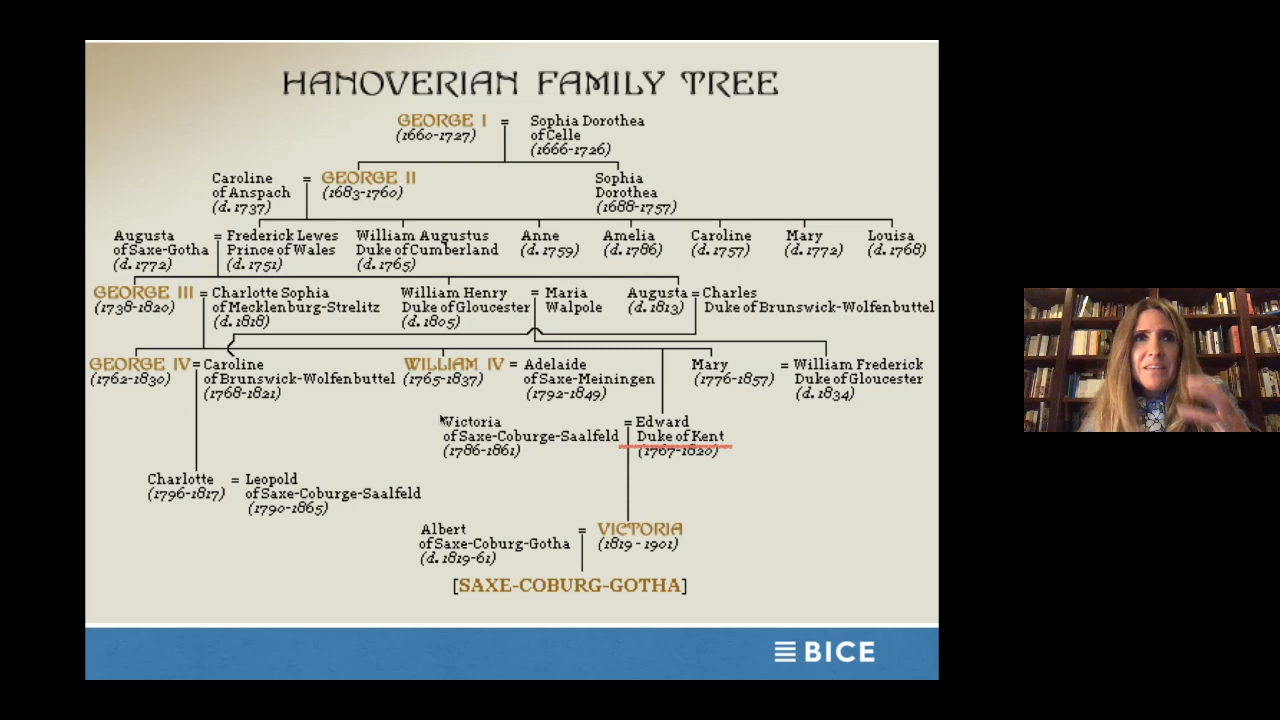 HANOVERIAN FAMILY TREE
GEORGE I = Sophia Dorothea
(1660-1727) of Celle
(1666-1726)
Caroline = GEORGE II Sophia
of Anspach (1683-1760) Dorothea
(d.1737) (1688-1757)
Augusta = Frederick Lewes William Augustus Anne Amelia Caroline Mary Louisa
of Saxe-Gotha Prince of Wales Duke of Cumberland (d.1759) (d.1786) (d.1757) (d.1772) (d.1768)
(d.1772) (d.1751) (d.1765)
GEORGE III = Charlotte Sophia William Henry = Maria Augusta = Charles
(1738-1820) of Mecklenburg-Strelitz Duke of Gloucester Walpole (d.1813) Duke of Brunswick-Wolfenbuttel
(d.1818) (d.1805)
GEORGE IV = Caroline WILLIAM IV = Adelaide Mary = William Frederick
(1762-1830) of Brunswick-Wolfenbuttel (1765-1837) of Saxe-Meiningen (1776-1857) Duke of Gloucester
(1768-1821) (1792-1849) (d.1834)
Victoria = Edward
of Saxe-Coburge-Saalfeld Duke of Kent
(1786-1861) (1767-1820)
Charlotte = Leopold
(1796-1817) of Saxe-Coburge-Saalfeld
(1790-1865)
Albert = VICTORIA
of Saxe-Coburg-Gotha (1819 - 1901)
(d.1819-61)
[SAXE-COBURG-GOTHA]
BICE